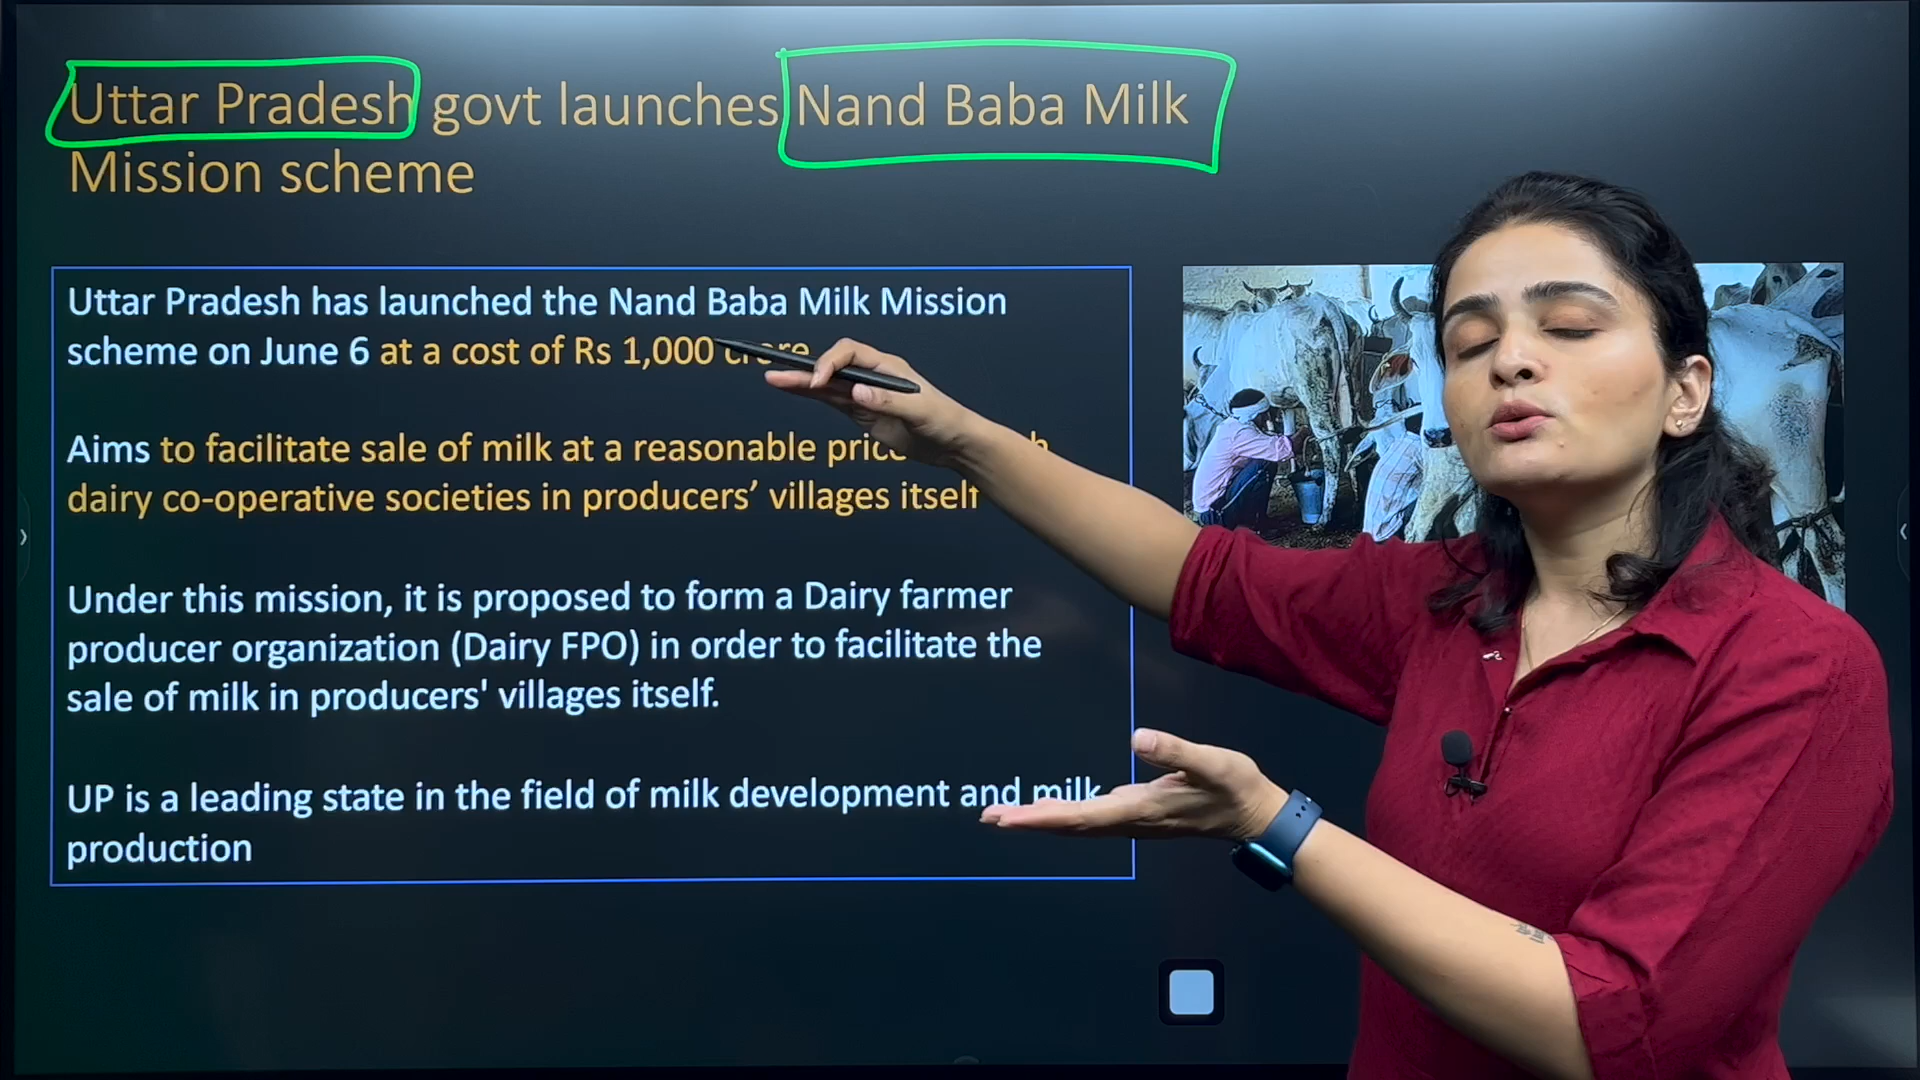 Uttar Pradesh govt launches Nand Baba Milk
Mission scheme
Uttar Pradesh has launched the Nand Baba Milk Mission
scheme on June 6 at a cost of Rs 1,000 crore
Aims to facilitate sale of milk at a reasonable price
dairy co-operative societies in producers’ villages itself
Under this mission, it is proposed to form a Dairy farmer
producer organization (Dairy FPO) in order to facilitate the
sale of milk in producers' villages itself.
UP is a leading state in the field of milk development and milk
production